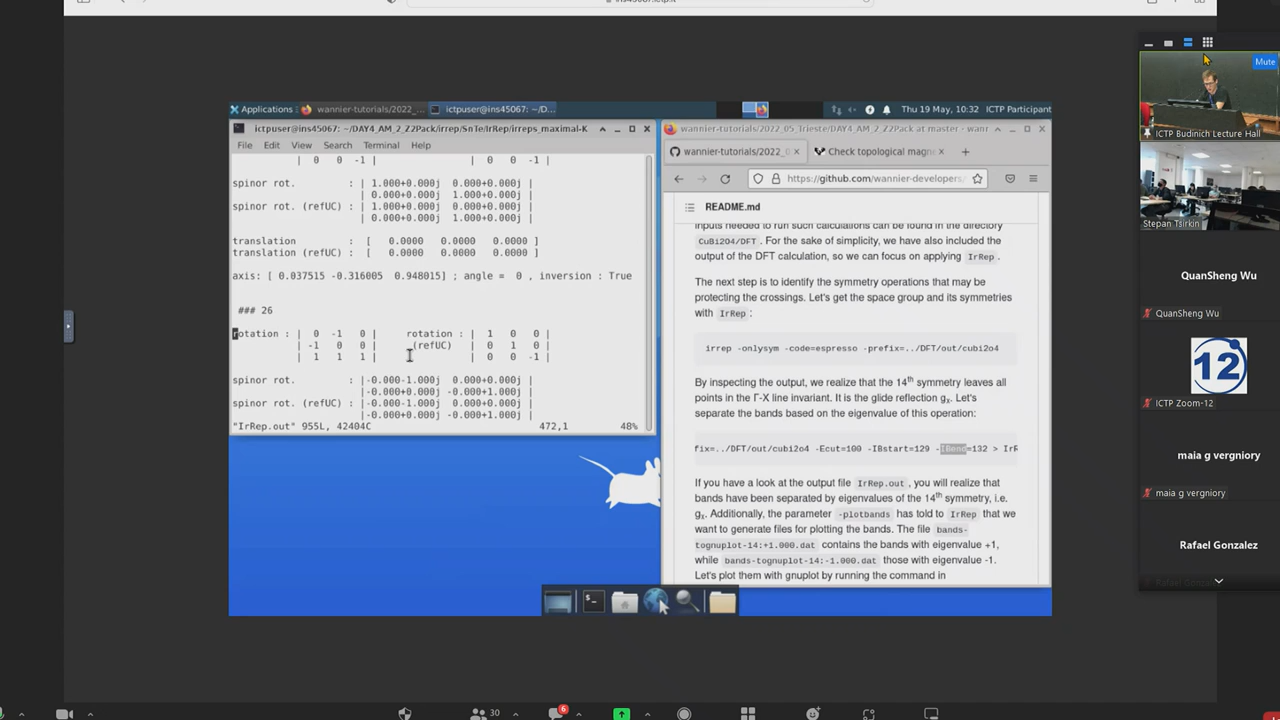 Applications
wannier-tutorials/2022_...
ictpuser@ins45067: ~/D...
Thu 19 May, 10:32
ICTP Participant
ictpuser@ins45067: ~/DAY4_AM_2_Z2Pack/irrep/SnTe/IrRep/irreps_maximal-K
File Edit View Search Terminal Help
| 0 0 -1 | | 0 0 -1 |
spinor rot. : | 1.000+0.000j 0.000+0.000j |
| 0.000+0.000j 1.000+0.000j |
spinor rot. (refUC) : | 1.000+0.000j 0.000+0.000j |
| 0.000+0.000j 1.000+0.000j |
translation : [ 0.0000 0.0000 0.0000 ]
translation (refUC) : [ 0.0000 0.0000 0.0000 ]
axis: [ 0.037515 -0.316005 0.948015] ; angle = 0 , inversion : True
### 26
rotation : | 0 -1 0 | rotation : | 1 0 0 |
| -1 0 0 | (refUC) | 0 1 0 |
| 1 1 1 | | 0 0 -1 |
spinor rot. : |-0.000-1.000j 0.000+0.000j |
|-0.000+0.000j -0.000+1.000j |
spinor rot. (refUC) : |-0.000-1.000j 0.000+0.000j |
|-0.000+0.000j -0.000+1.000j |
"IrRep.out" 955L, 42404C 472,1 48%
wannier-tutorials/2022_05_Trieste/DAY4_AM_2_Z2Pack at master · wann
wannier-tutorials/2022_0
Check topological magn
https://github.com/wannier-developers
README.md
inputs needed to run such calculations can be found in the directory
CuBi2O4/DFT . For the sake of simplicity, we have also included the
output of the DFT calculation, so we can focus on applying IrRep .
The next step is to identify the symmetry operations that may be
protecting the crossings. Let's get the space group and its symmetries
with IrRep :
irrep -onlysym -code=espresso -prefix=../DFT/out/cubi2o4
By inspecting the output, we realize that the 14th symmetry leaves all
points in the Γ-X line invariant. It is the glide reflection gx. Let's
separate the bands based on the eigenvalue of this operation:
fix=../DFT/out/cubi2o4 -Ecut=100 -IBstart=129 -IBend=132 > IrR
If you have a look at the output file IrRep.out , you will realize that
bands have been separated by eigenvalues of the 14th symmetry, i.e.
gx. Additionally, the parameter -plotbands has told to IrRep that we
want to generate files for plotting the bands. The file bands-
tognuplot-14:+1.000.dat contains the bands with eigenvalue +1,
while bands-tognuplot-14:-1.000.dat those with eigenvalue -1.
Let's plot them with gnuplot by running the command in
Mute
ICTP Budinich Lecture Hall
Stepan Tsirkin
QuanSheng Wu
QuanSheng Wu
12
ICTP Zoom-12
maia g vergniory
maia g vergniory
Rafael Gonzalez
30
6